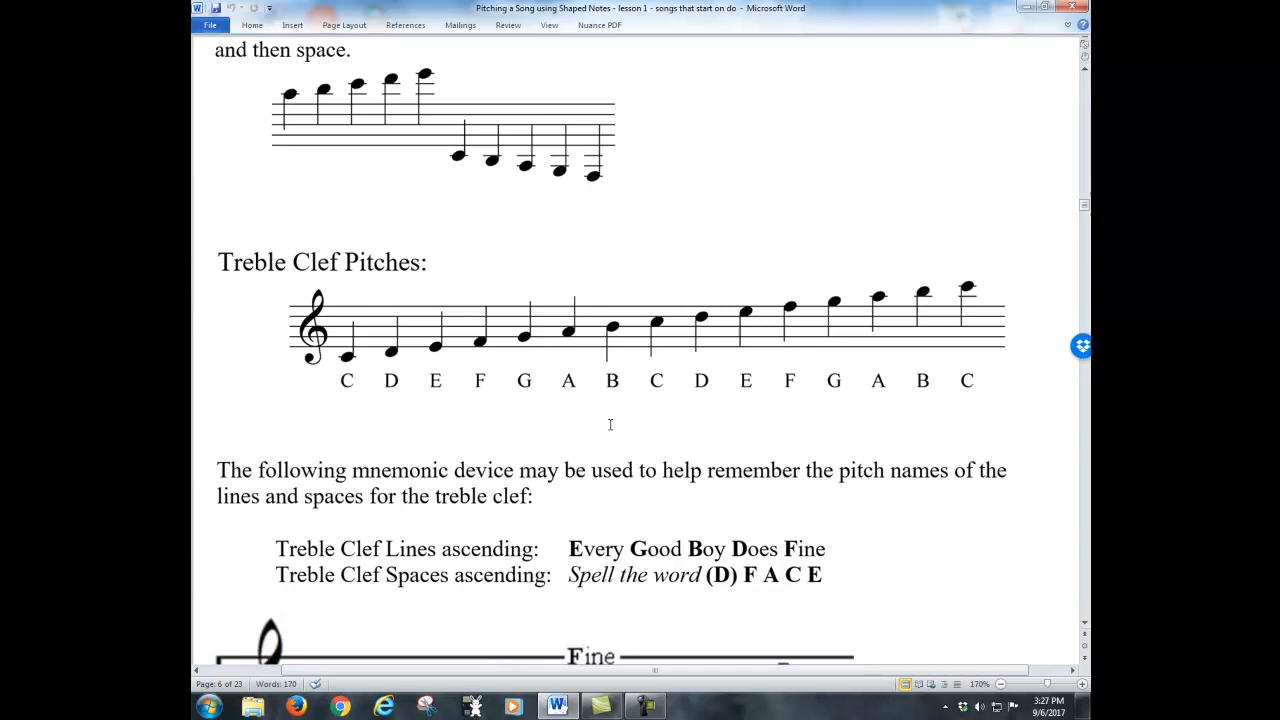 Pitching a Song using Shaped Notes - lesson 1 - songs that start on do - Microsoft Word
File Home Insert Page Layout References Mailings Review View Nuance PDF
and then space.
Treble Clef Pitches:
C D E F G A B C D E F G A B C
The following mnemonic device may be used to help remember the pitch names of the
lines and spaces for the treble clef:
Treble Clef Lines ascending: Every Good Boy Does Fine
Treble Clef Spaces ascending: Spell the word (D) F A C E
Fine
Page: 6 of 23 Words: 170 170%
3:27 PM
9/6/2017